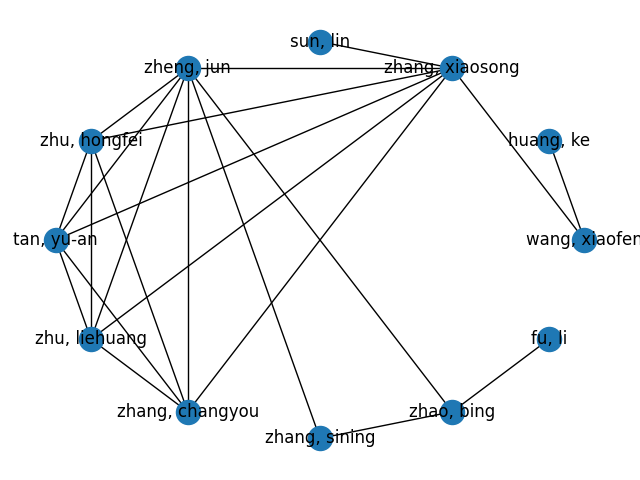 sun, lin
zheng, jun
zhang, xiaosong
zhu, hongfei
huang, ke
tan, yu-an
wang, xiaofen
zhu, liehuang
fu, li
zhang, changyou
zhao, bing
zhang, sining